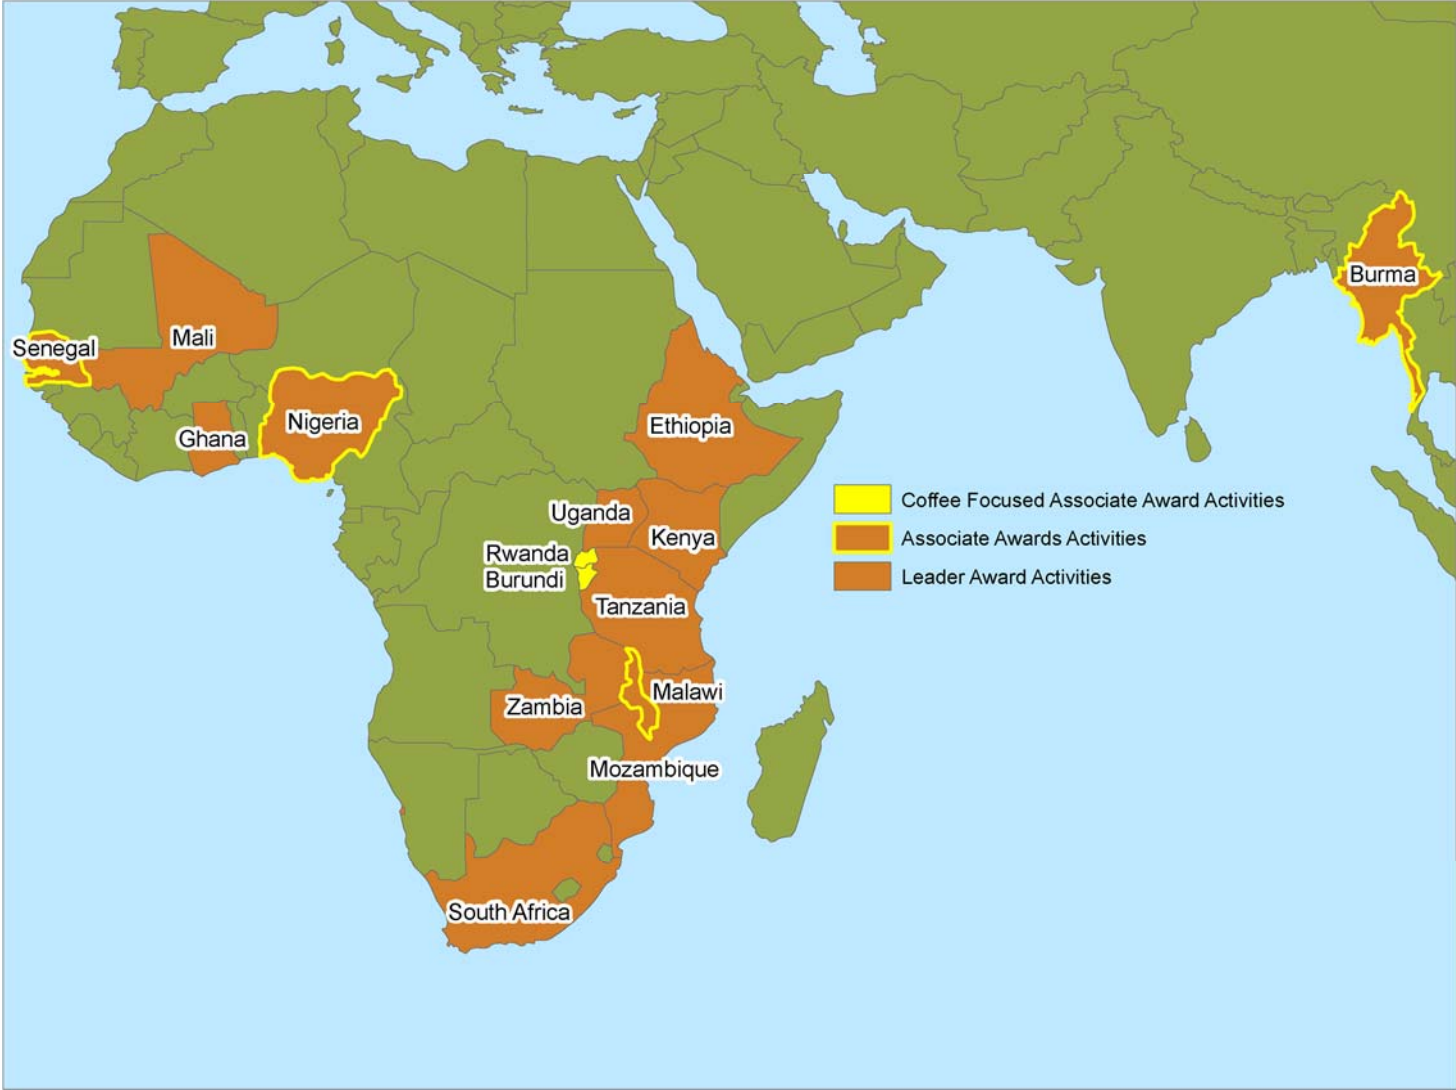 Burma
Senegal
Mali
Nigeria
Ghana
Ethiopia
Uganda
Kenya
Rwanda
Burundi
Tanzania
Malawi
Zambia
Mozambique
South Africa
Coffee Focused Associate Award Activities
Associate Awards Activities
Leader Award Activities